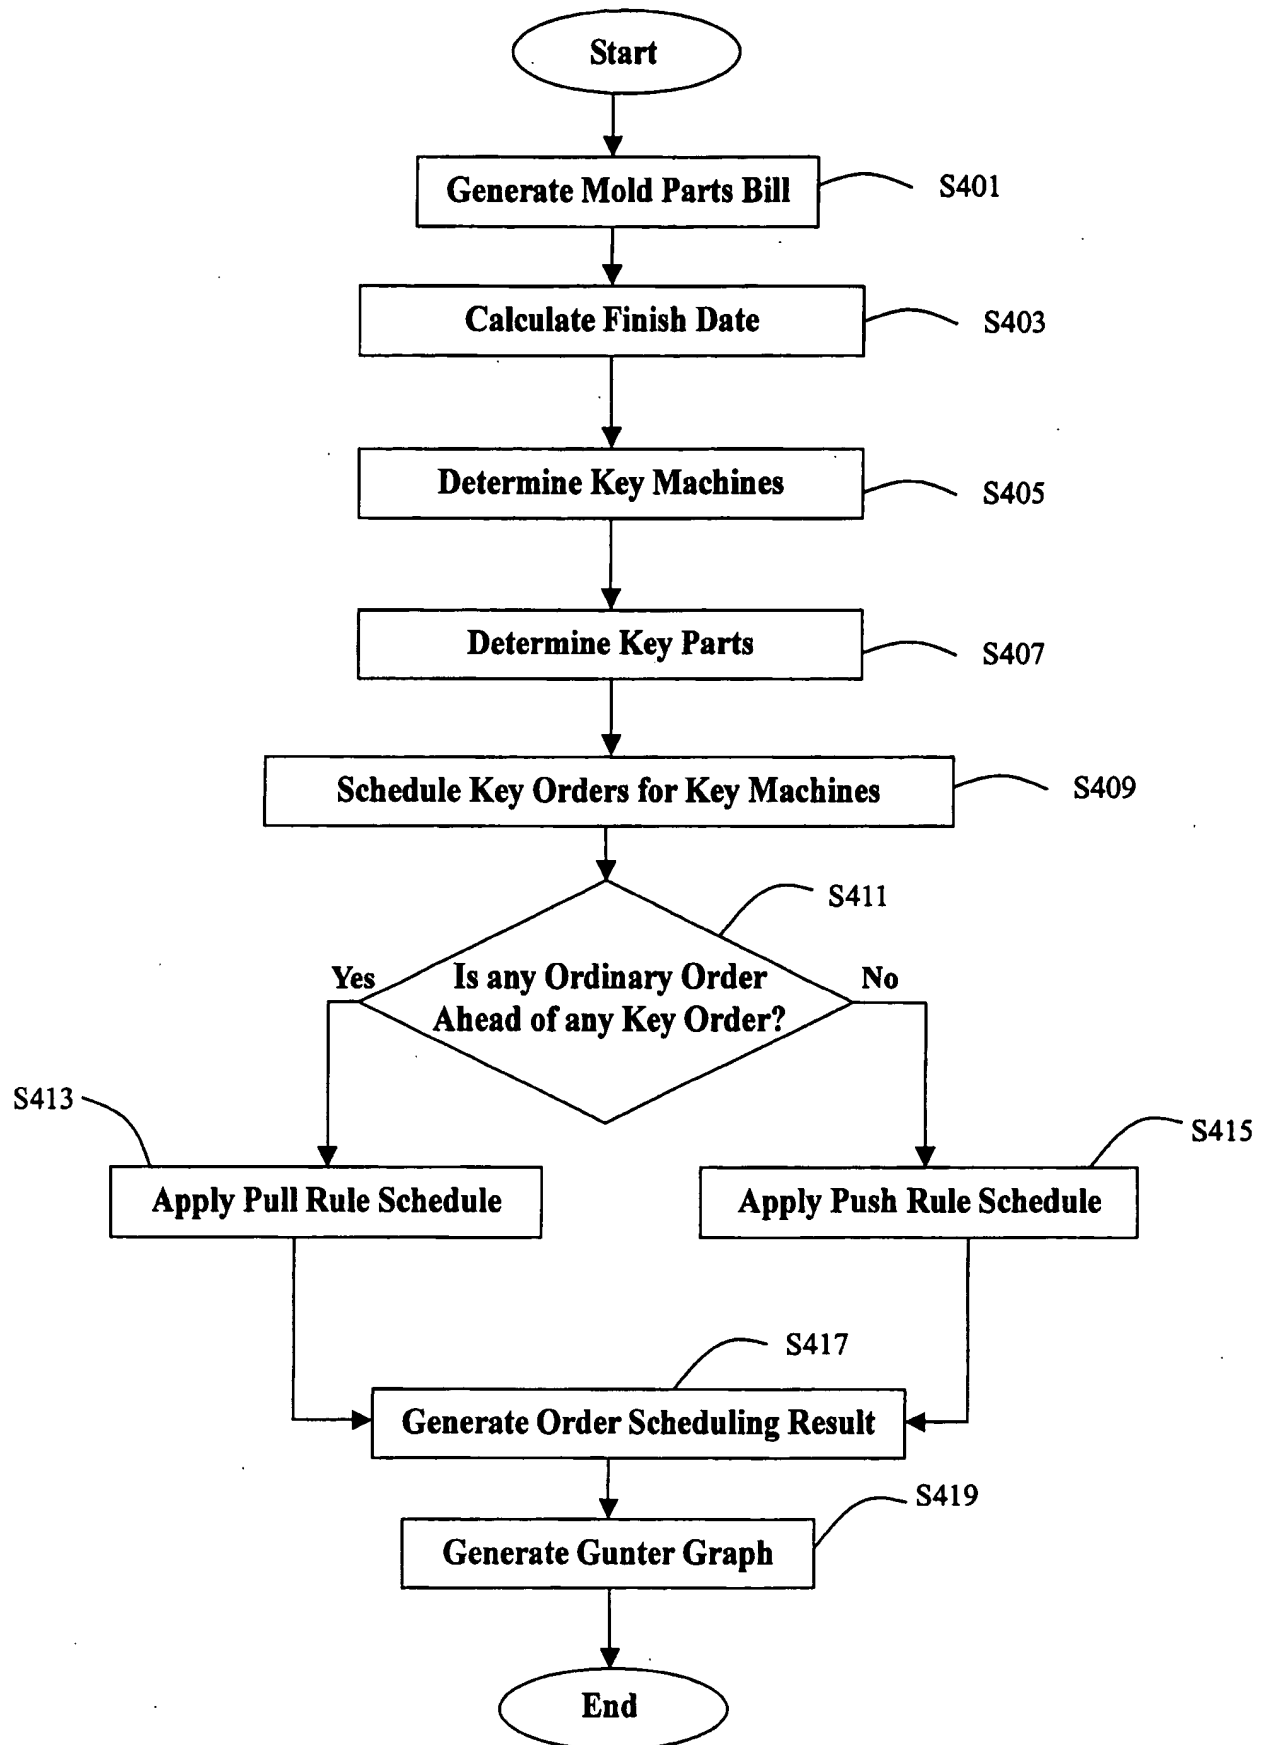 Start
Generate Mold Parts Bill
S401
Calculate Finish Date
S403
Determine Key Machines
S405
Determine Key Parts
S407
Schedule Key Orders for Key Machines
S409
S411
Yes
Is any Ordinary Order
Ahead of any Key Order?
No
S413
S415
Apply Pull Rule Schedule
Apply Push Rule Schedule
S417
Generate Order Scheduling Result
S419
Generate Gunter Graph
End